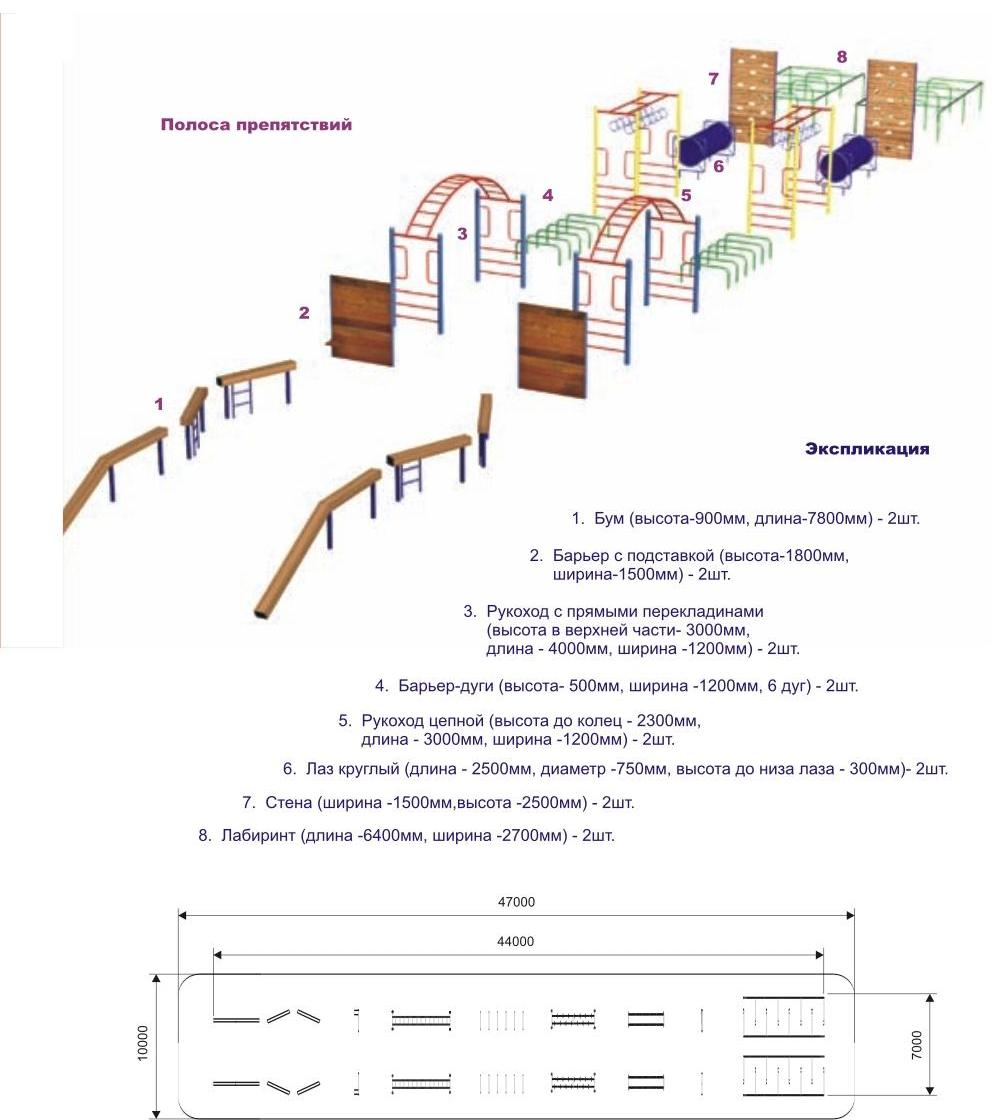 Полоса препятствий
8
7
6
5
4
3
2
1
Экспликация
1. Бум (высота-900мм, длина-7800мм) - 2шт.
2. Барьер с подставкой (высота-1800мм,
ширина-1500мм) - 2шт.
3. Рукоход с прямыми перекладинами
(высота в верхней части- 3000мм,
длина - 4000мм, ширина -1200мм) - 2шт.
4. Барьер-дуги (высота- 500мм, ширина -1200мм, 6 дуг) - 2шт.
5. Рукоход цепной (высота до колец - 2300мм,
длина - 3000мм, ширина -1200мм) - 2шт.
6. Лаз круглый (длина - 2500мм, диаметр -750мм, высота до низа лаза - 300мм)- 2шт.
7. Стена (ширина -1500мм,высота -2500мм) - 2шт.
8. Лабиринт (длина -6400мм, ширина -2700мм) - 2шт.
47000
44000
10000
7000